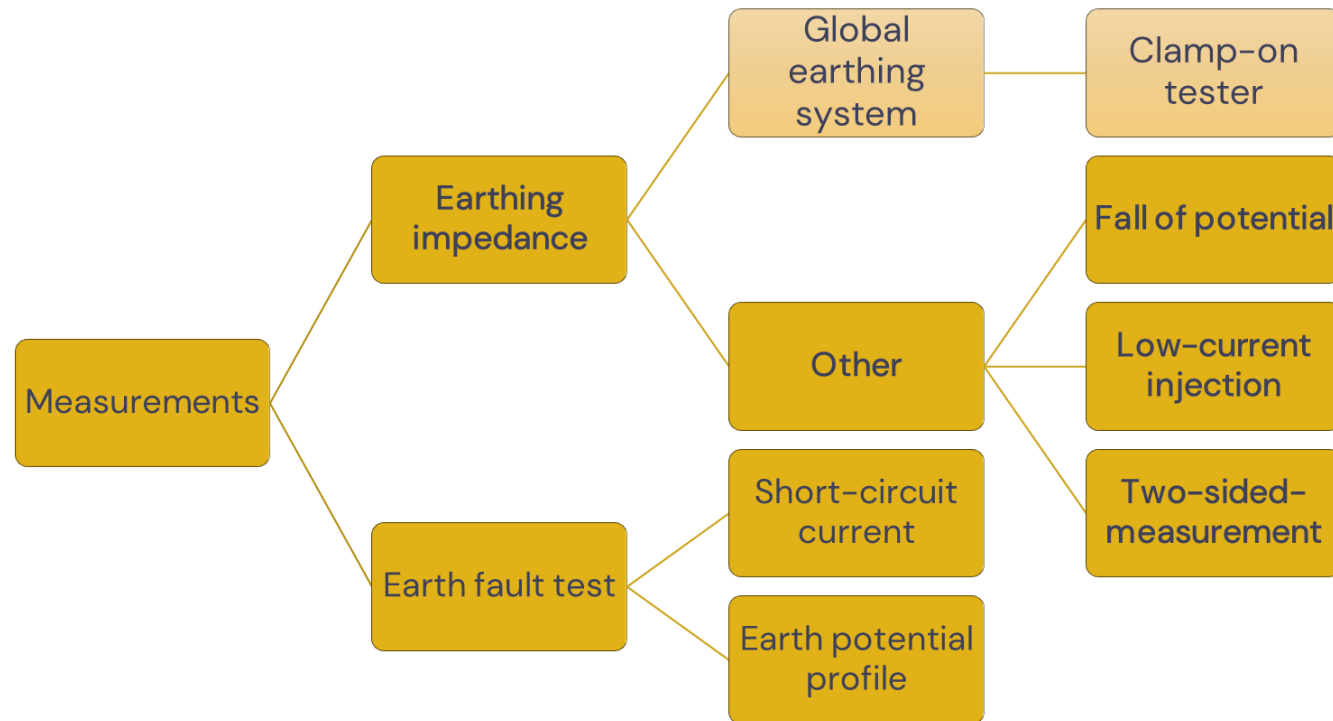 Global
earthing
system
Clamp-on
tester
Earthing
impedance
Fall of potential
Low-current
injection
Other
Measurements
Two-sided-
measurement
Short-circuit
current
Earth fault test
Earth potential
profile